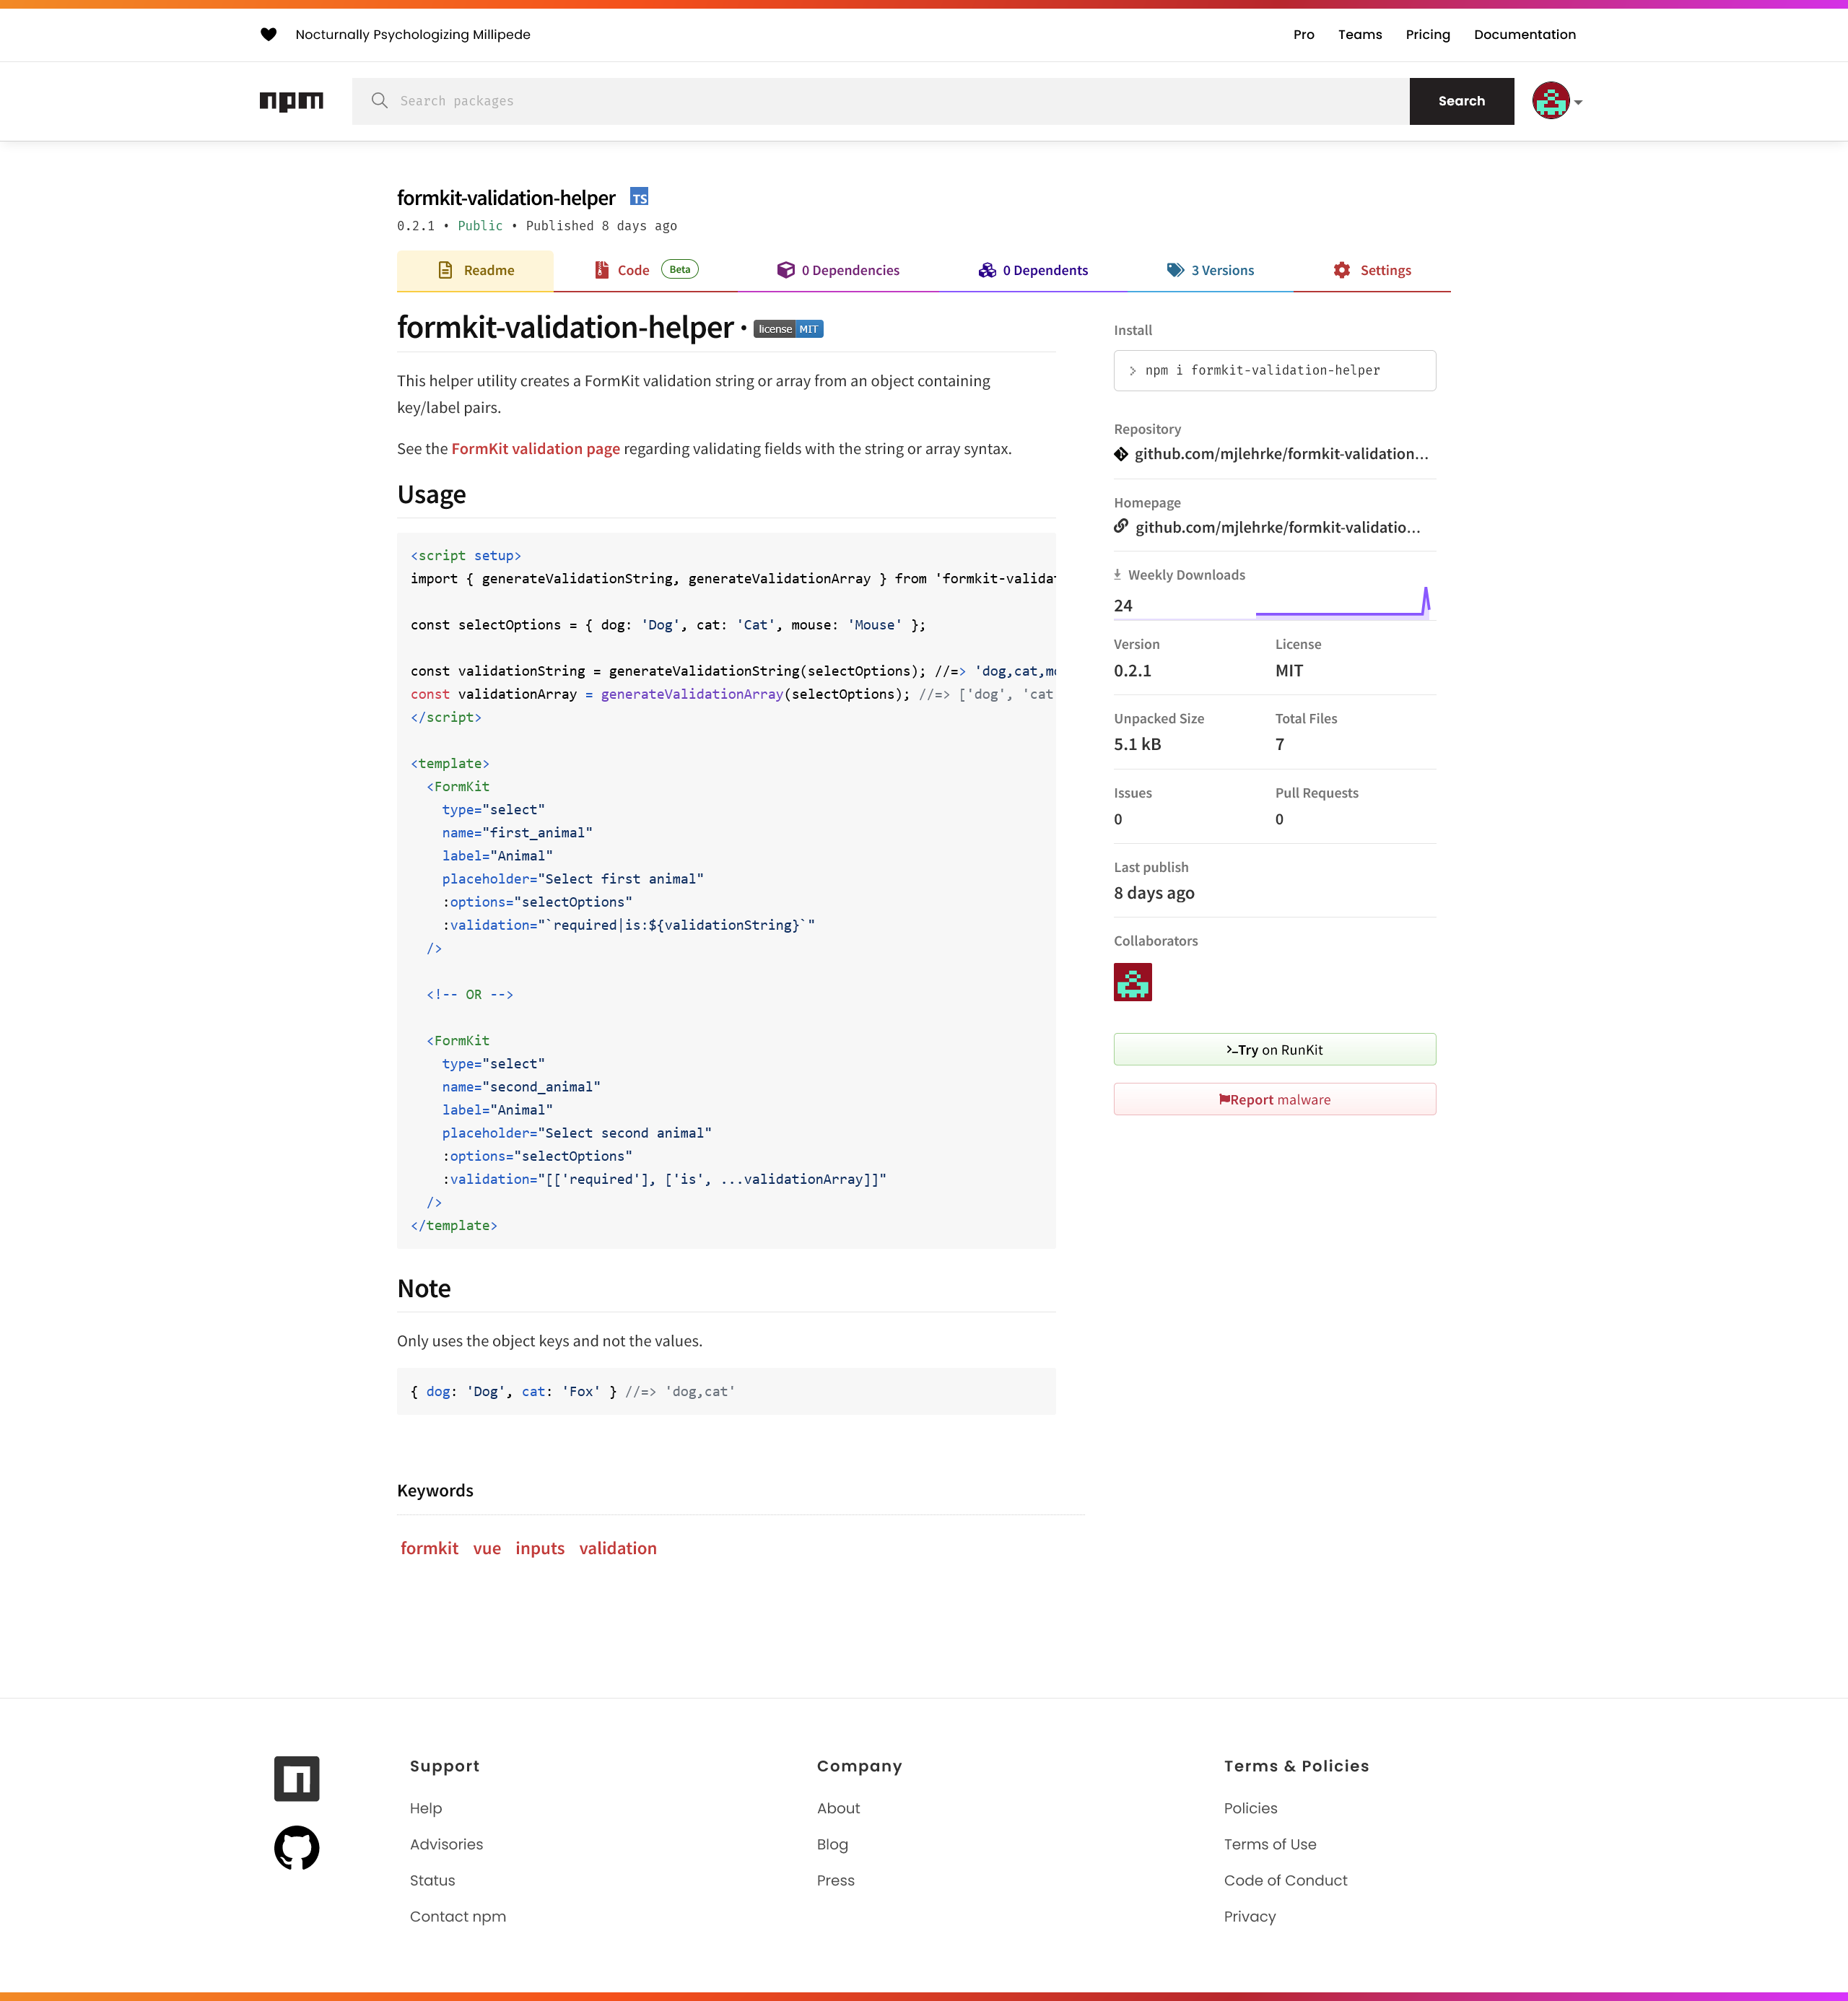 Nocturnally Psychologizing Millipede
Pro Teams Pricing Documentation
npm
Search packages
Search
formkit-validation-helper TS
0.2.1 • Public • Published 8 days ago
Readme
Code Beta
0 Dependencies
0 Dependents
3 Versions
Settings
formkit-validation-helper · license MIT
This helper utility creates a FormKit validation string or array from an object containing
key/label pairs.
See the FormKit validation page regarding validating fields with the string or array syntax.
Usage
<script setup>
import { generateValidationString, generateValidationArray } from 'formkit-validat
const selectOptions = { dog: 'Dog', cat: 'Cat', mouse: 'Mouse' };
const validationString = generateValidationString(selectOptions); //=> 'dog,cat,mo
const validationArray = generateValidationArray(selectOptions); //=> ['dog', 'cat'
</script>
<template>
<FormKit
type="select"
name="first_animal"
label="Animal"
placeholder="Select first animal"
:options="selectOptions"
:validation="`required|is:${validationString}`"
/>
<!-- OR -->
<FormKit
type="select"
name="second_animal"
label="Animal"
placeholder="Select second animal"
:options="selectOptions"
:validation="[['required'], ['is', ...validationArray]]"
/>
</template>
Note
Only uses the object keys and not the values.
{ dog: 'Dog', cat: 'Fox' } //=> 'dog,cat'
Keywords
formkit vue inputs validation
Install
> npm i formkit-validation-helper
Repository
github.com/mjlehrke/formkit-validation...
Homepage
github.com/mjlehrke/formkit-validatio...
Weekly Downloads
24
Version License
0.2.1 MIT
Unpacked Size Total Files
5.1 kB 7
Issues Pull Requests
0 0
Last publish
8 days ago
Collaborators
Try on RunKit
Report malware
Support
Help
Advisories
Status
Contact npm
Company
About
Blog
Press
Terms & Policies
Policies
Terms of Use
Code of Conduct
Privacy